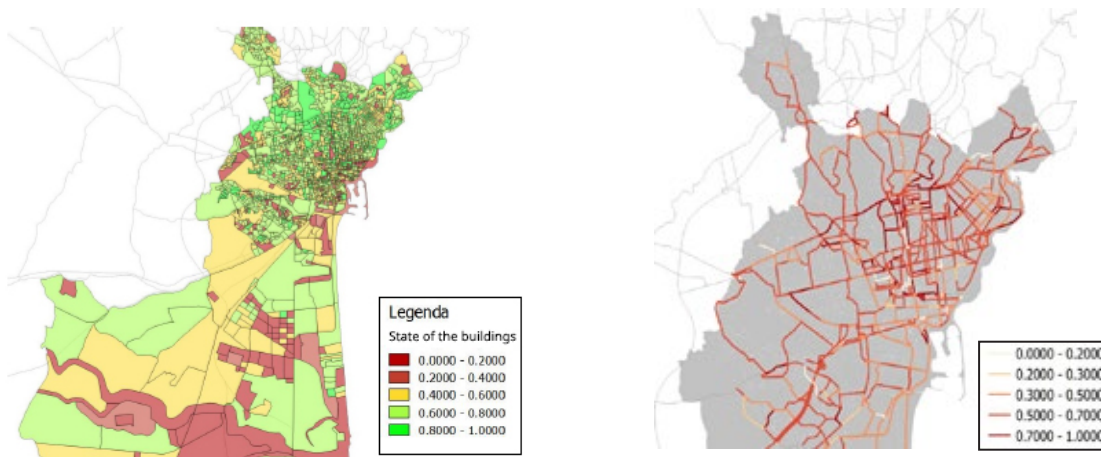 Legenda
State of the buildings
0.0000 - 0.2000
0.2000 - 0.4000
0.4000 - 0.6000
0.6000 - 0.8000
0.8000 - 1.0000
0.0000 - 0.2000
0.2000 - 0.3000
0.3000 - 0.5000
0.5000 - 0.7000
0.7000 - 1.0000